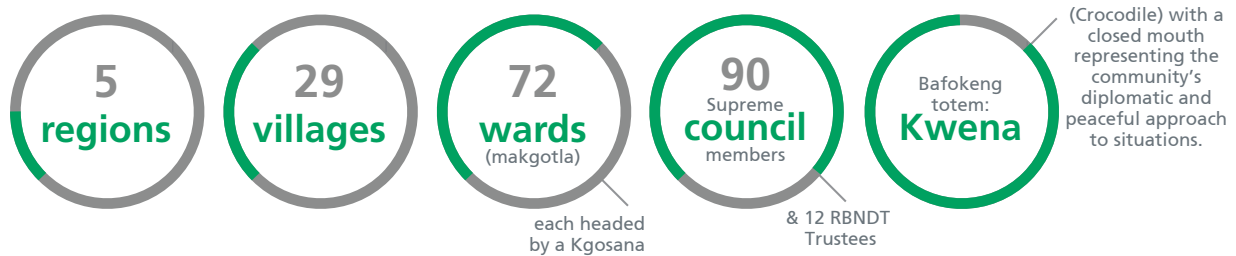 5
regions
29
villages
72
wards
(makgotla)
each headed
by a Kgosana
90
Supreme
council
members
& 12 RBNDT
Trustees
Bafokeng
totem:
Kwena
(Crocodile) with a
closed mouth
representing the
community’s
diplomatic and
peaceful approach
to situations.